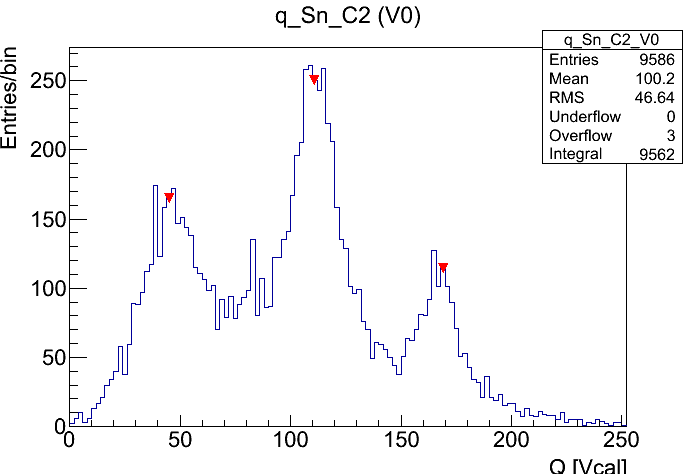 q_Sn_C2 (V0)
q_Sn_C2_V0
Entries 9586
Mean 100.2
RMS 46.64
Underflow 0
Overflow 3
Integral 9562
Entries/bin
250
200
150
100
50
0
0 50 100 150 200 250
Q [Vcal]